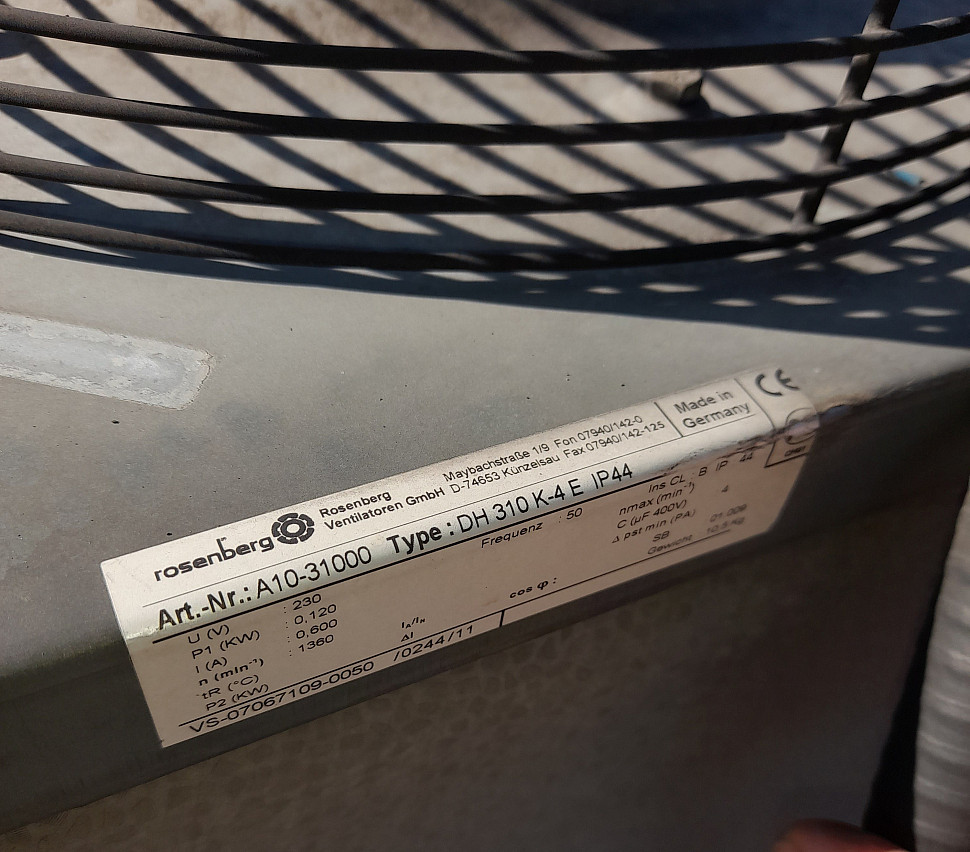 rosenberg Rosenberg Ventilatoren GmbH
Maybachstraße 1/9 Fon 07940/142-0
D-74653 Künzelsau Fax 07940/142-125
Made in Germany
CE
Art.-Nr.: A10-31000 Type : DH 310 K-4 E IP44
U (V) : 230
P1 (KW) : 0,120
I (A) : 0,600
n (min⁻¹) : 1360
tR (°C)
P2 (KW)
Frequenz : 50
IA/IN
ΔI
cos φ :
Ins CL. B IP 44
nmax (min⁻¹)
C (µF 400V) 4
Δ pst min (PA)
SB 01.006
Gewicht 10,5 Kg
VS-07067109-0050 /0244/11